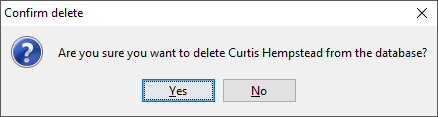 Confirm delete
Are you sure you want to delete Curtis Hempstead from the database?
Yes
No